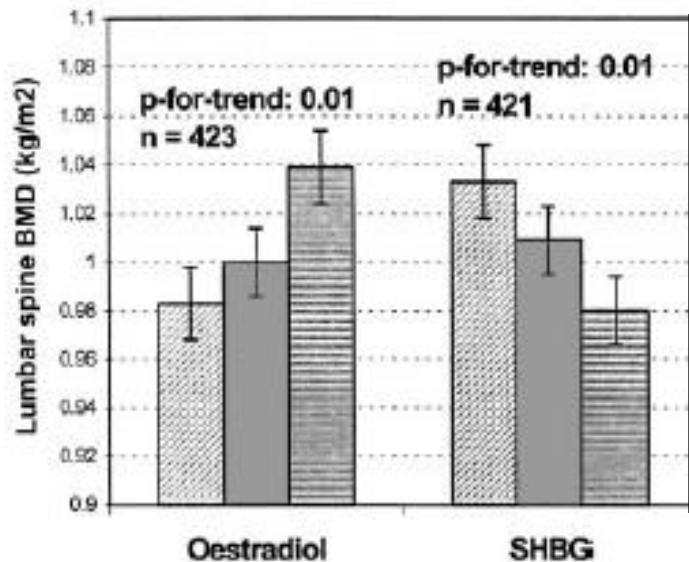 Lumbar spine BMD (kg/m2)
1.1
1.08
1.06
1.04
1.02
1
0.98
0.96
0.94
0.92
0.9
p-for-trend: 0.01
n = 423
p-for-trend: 0.01
n = 421
Oestradiol
SHBG